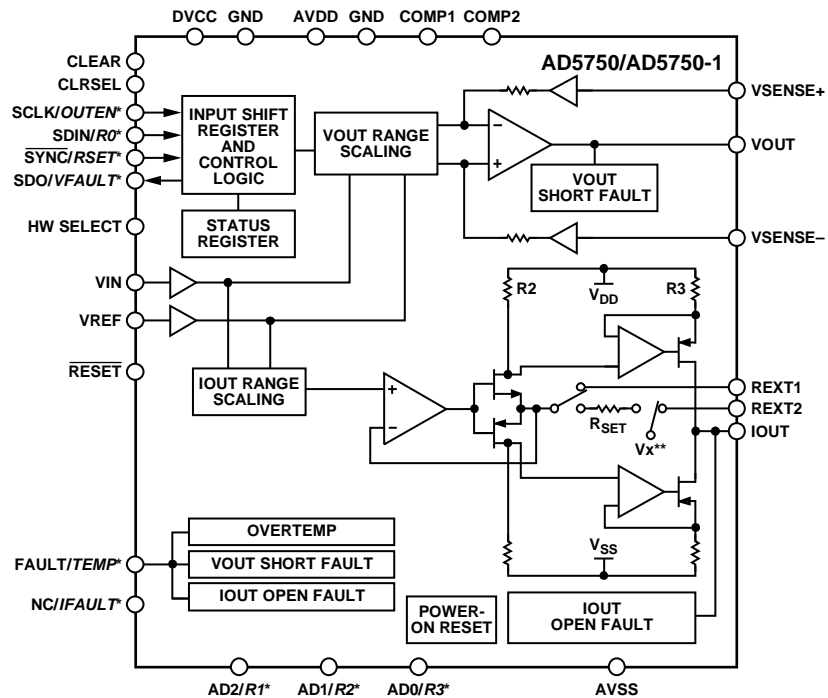 DVCC GND AVDD GND COMP1 COMP2
AD5750/AD5750-1
CLEAR
CLRSEL
SCLK/OUTEN*
SDIN/R0*
SYNC/RSET*
SDO/VFAULT*
HW SELECT
VIN
VREF
RESET
INPUT SHIFT
REGISTER
AND
CONTROL
LOGIC
STATUS
REGISTER
VOUT RANGE
SCALING
VOUT
SHORT FAULT
VSENSE+
VOUT
VSENSE–
IOUT RANGE
SCALING
R2
VDD
R3
REXT1
REXT2
IOUT
RSET
Vx**
VSS
FAULT/TEMP*
NC/IFAULT*
OVERTEMP
VOUT SHORT FAULT
IOUT OPEN FAULT
POWER-
ON RESET
IOUT
OPEN FAULT
AD2/R1* AD1/R2* AD0/R3* AVSS